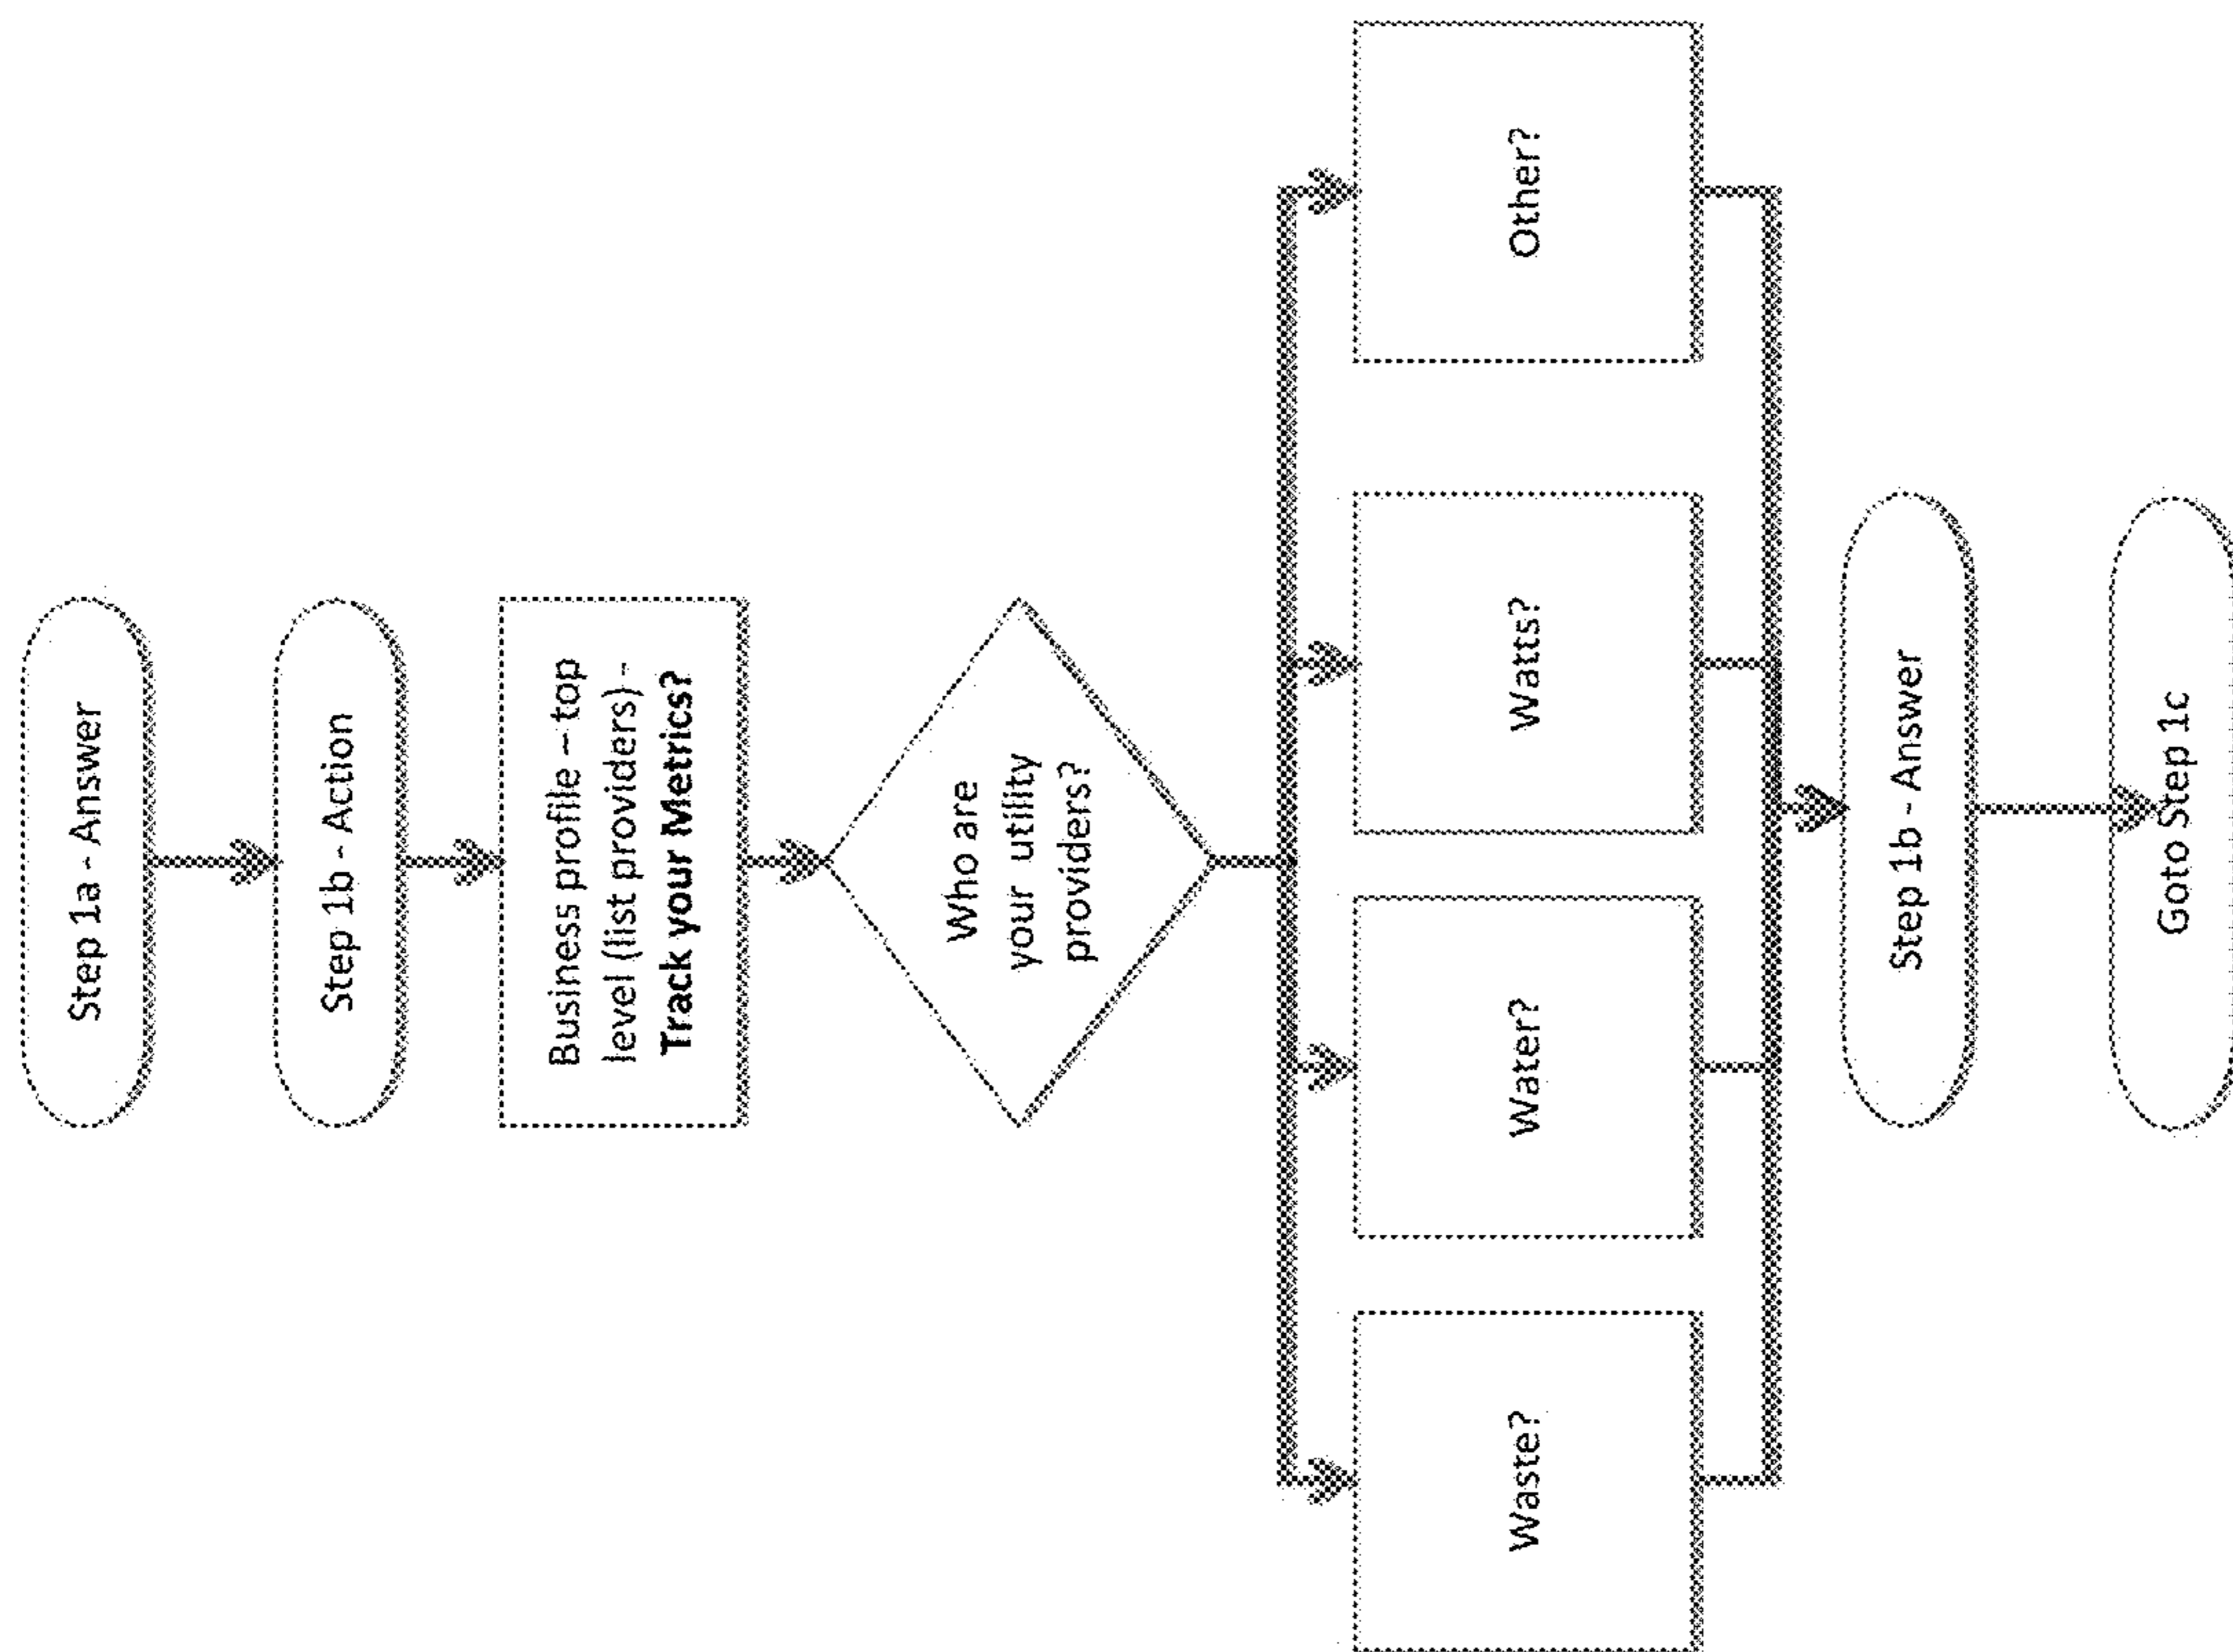 Step 1a - Answer
Step 1b - Action
Business profile – top
level (list providers) -
Track your Metrics?
Who are
your utility
providers?
Waste?
Water?
Watts?
Other?
Step 1b - Answer
Goto Step 1c